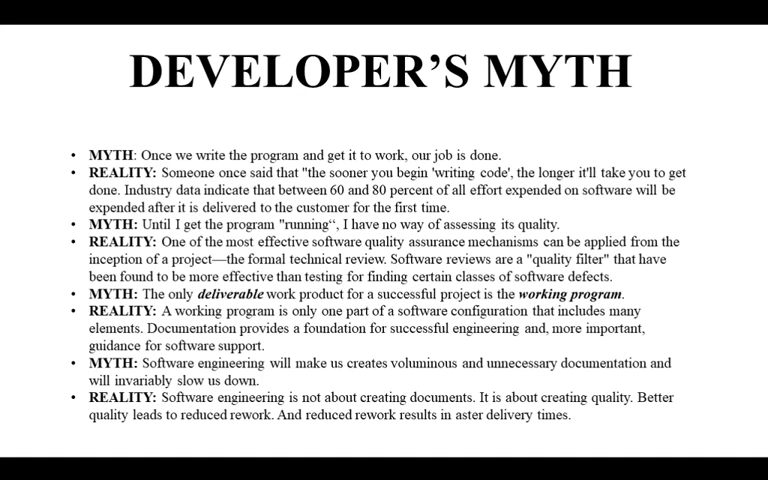 DEVELOPER’S MYTH
• MYTH: Once we write the program and get it to work, our job is done.
• REALITY: Someone once said that "the sooner you begin 'writing code', the longer it'll take you to get
done. Industry data indicate that between 60 and 80 percent of all effort expended on software will be
expended after it is delivered to the customer for the first time.
• MYTH: Until I get the program "running“, I have no way of assessing its quality.
• REALITY: One of the most effective software quality assurance mechanisms can be applied from the
inception of a project—the formal technical review. Software reviews are a "quality filter" that have
been found to be more effective than testing for finding certain classes of software defects.
• MYTH: The only deliverable work product for a successful project is the working program.
• REALITY: A working program is only one part of a software configuration that includes many
elements. Documentation provides a foundation for successful engineering and, more important,
guidance for software support.
• MYTH: Software engineering will make us creates voluminous and unnecessary documentation and
will invariably slow us down.
• REALITY: Software engineering is not about creating documents. It is about creating quality. Better
quality leads to reduced rework. And reduced rework results in aster delivery times.